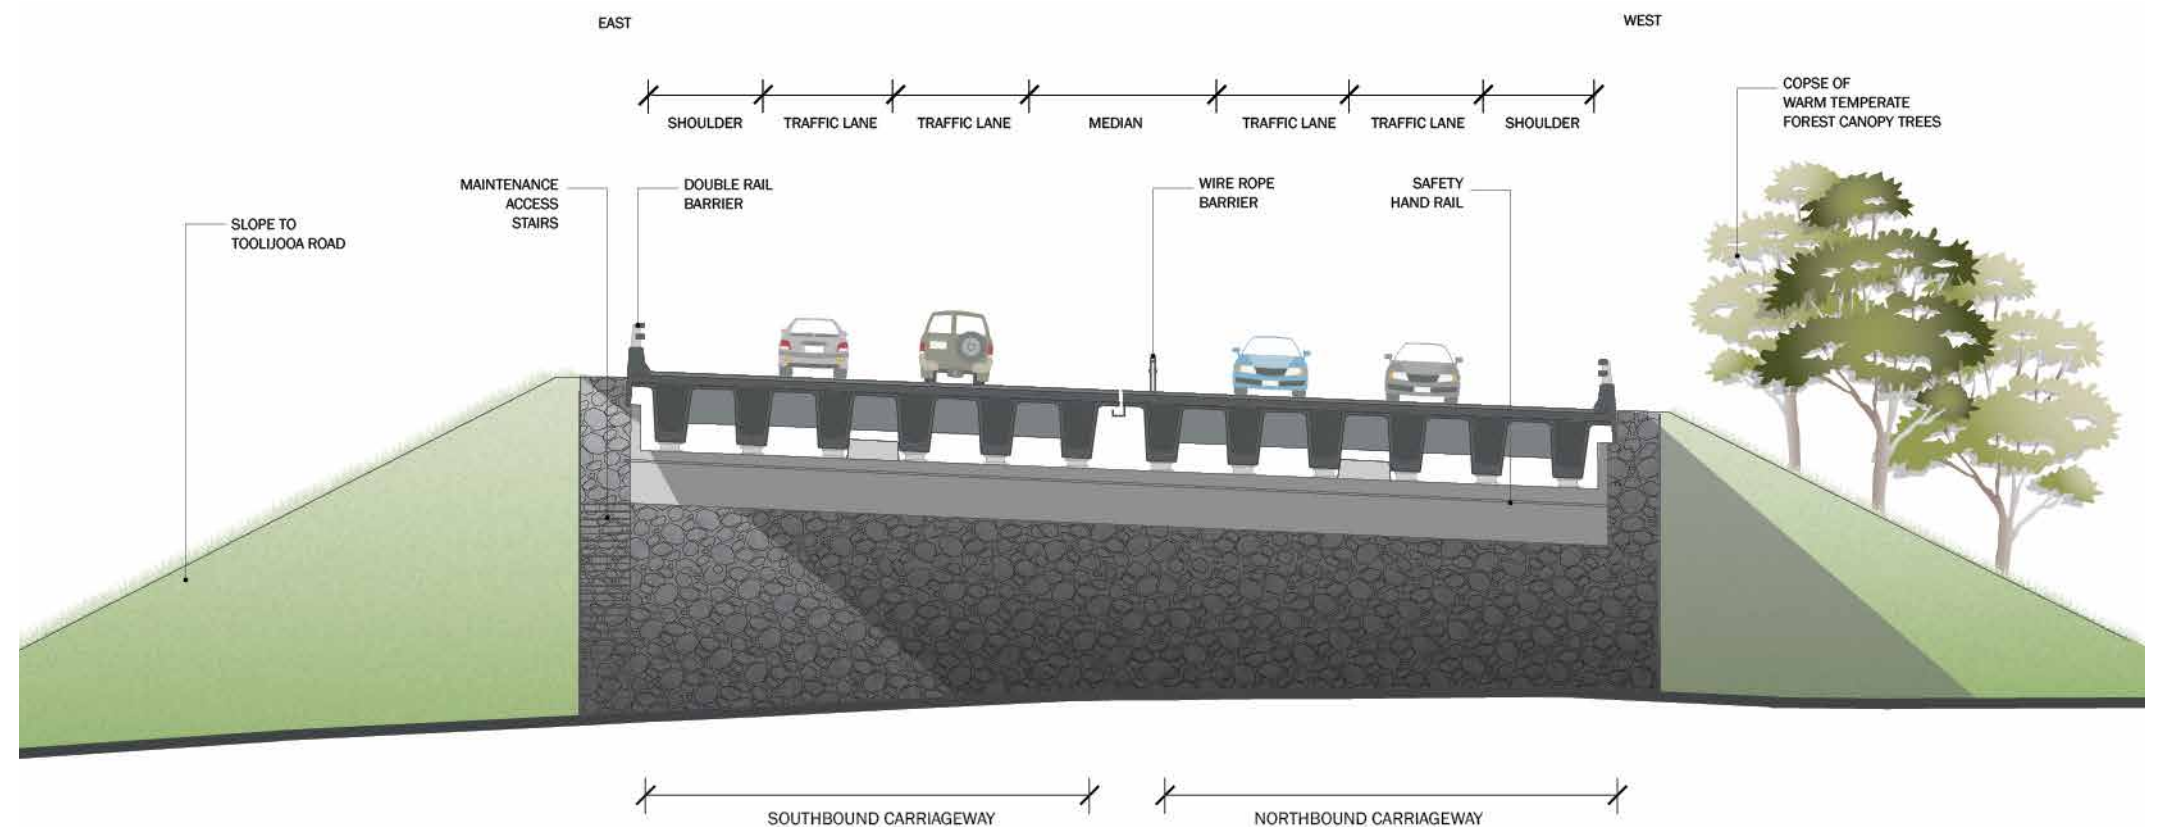 EAST
WEST
COPSE OF
WARM TEMPERATE
FOREST CANOPY TREES
SHOULDER
TRAFFIC LANE
TRAFFIC LANE
MEDIAN
TRAFFIC LANE
TRAFFIC LANE
SHOULDER
MAINTENANCE
ACCESS
STAIRS
DOUBLE RAIL
BARRIER
WIRE ROPE
BARRIER
SAFETY
HAND RAIL
SLOPE TO
TOOLIJOOA ROAD
SOUTHBOUND CARRIAGEWAY
NORTHBOUND CARRIAGEWAY